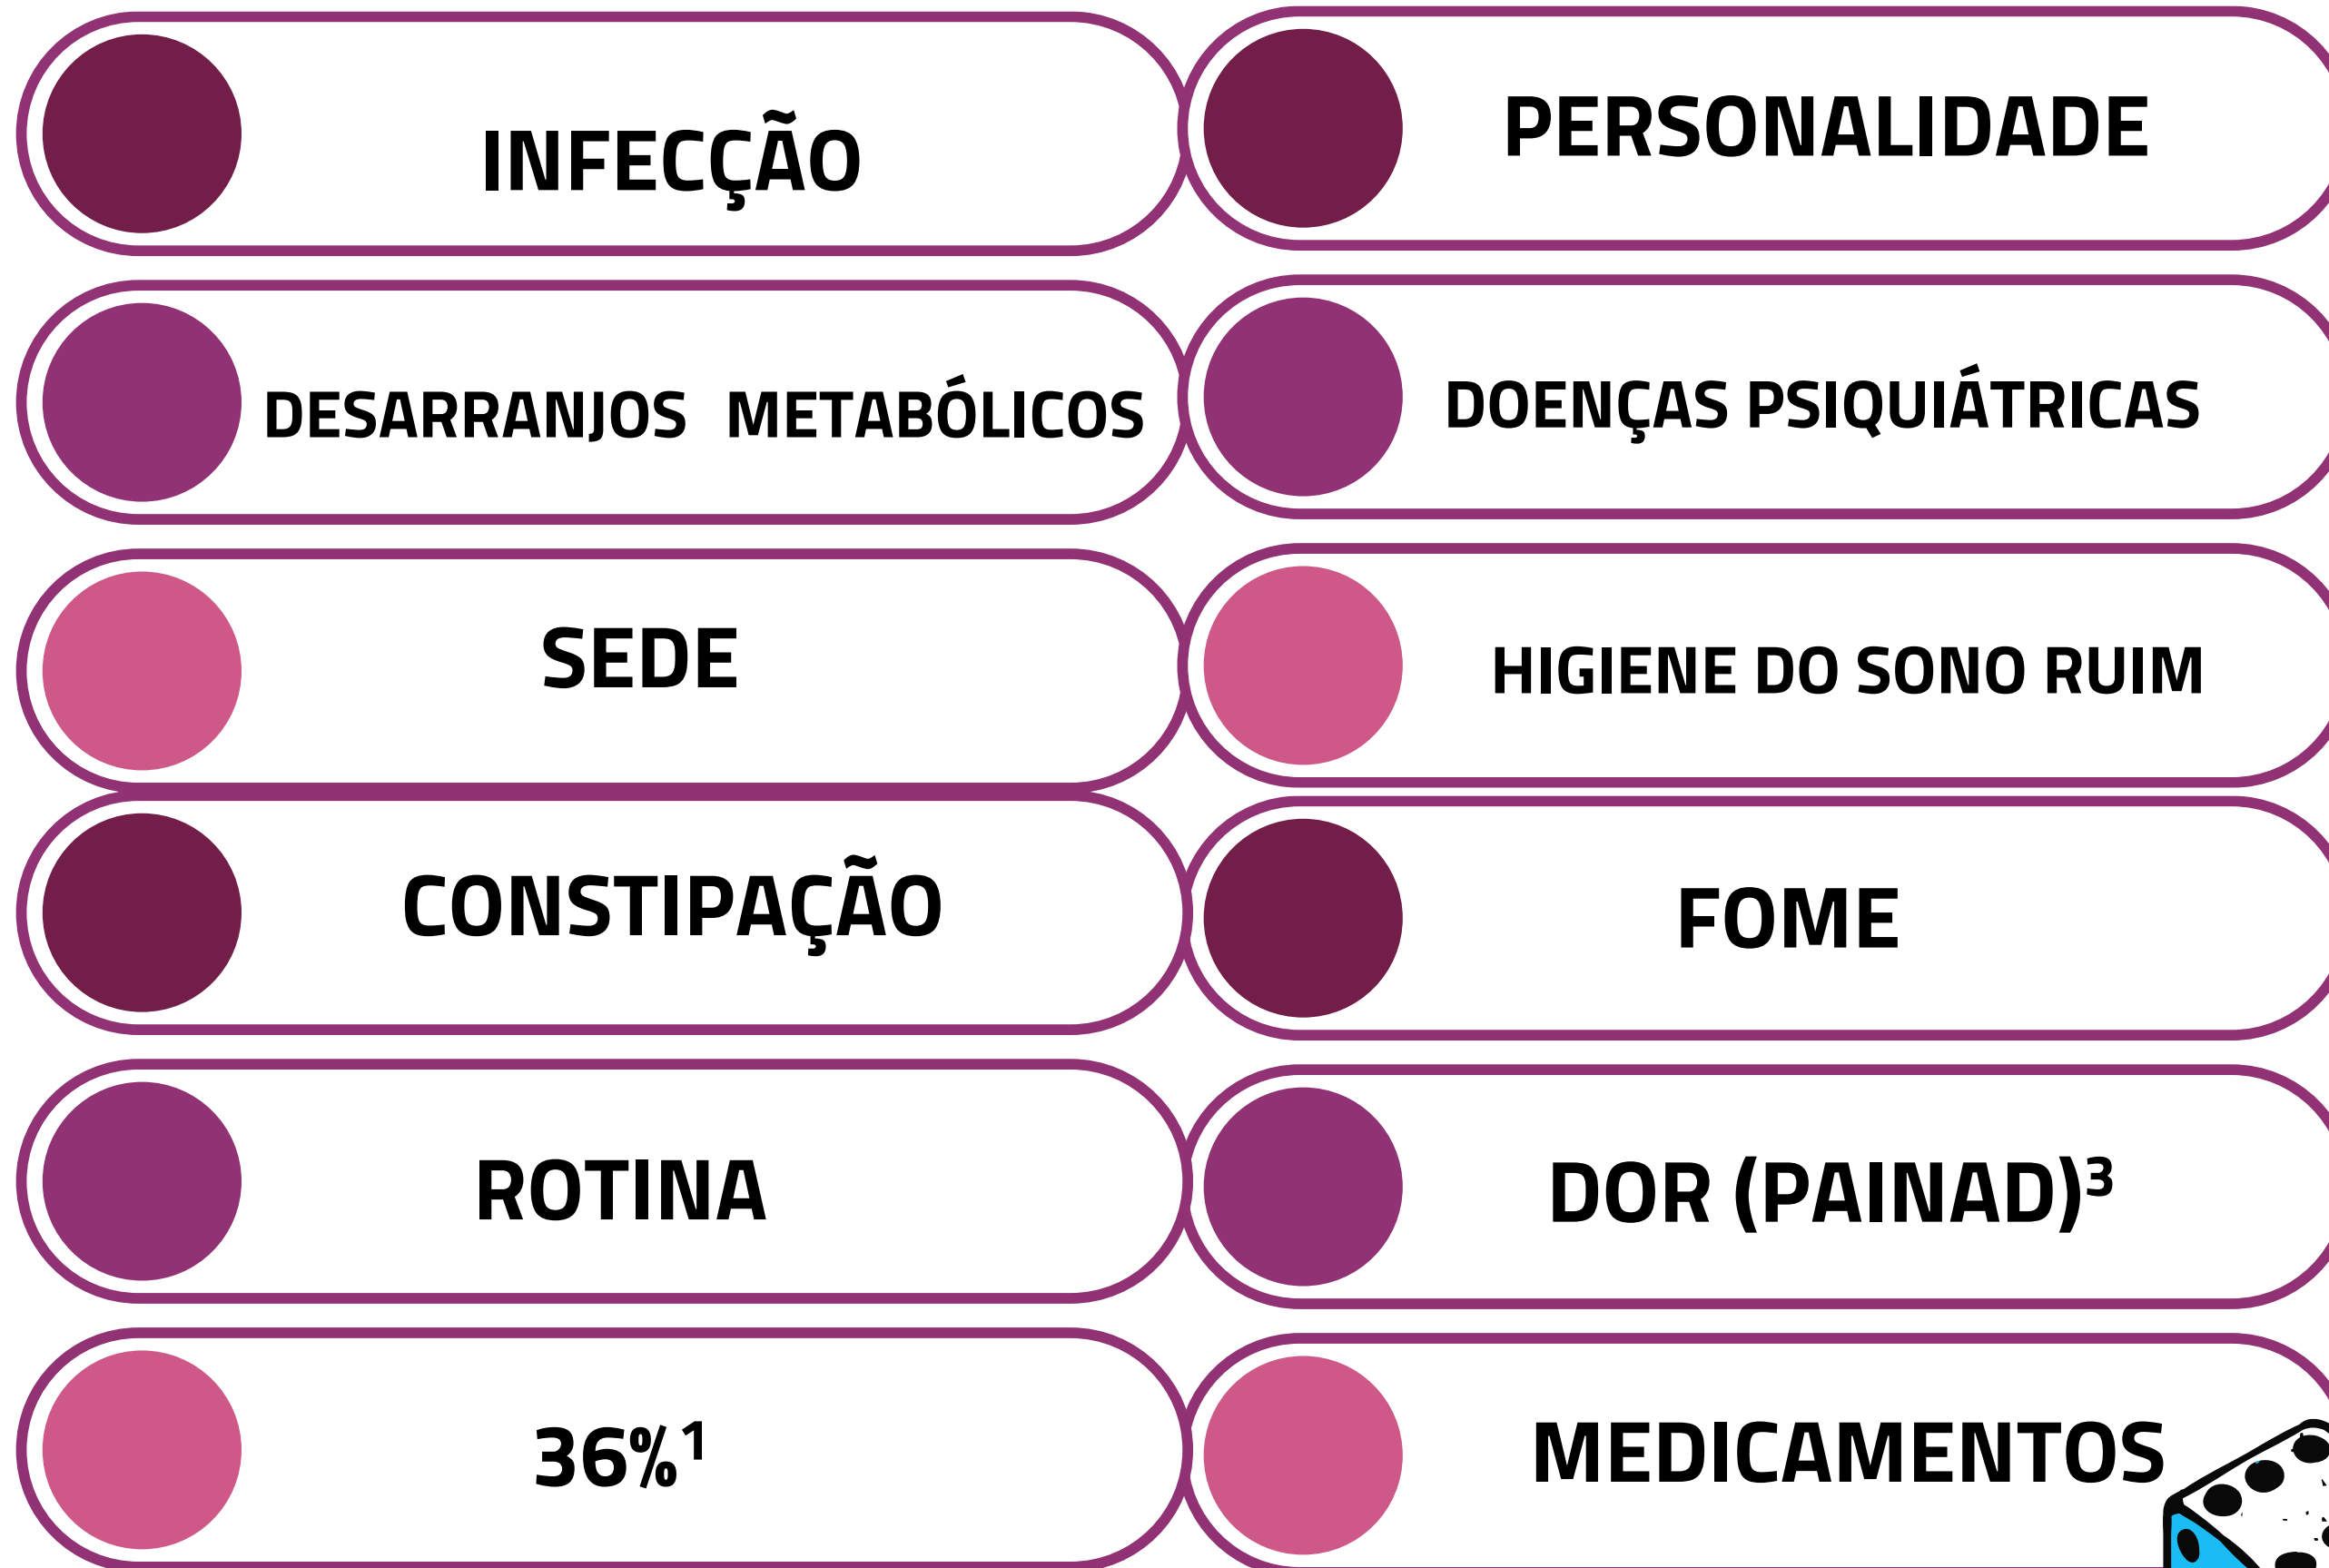 INFECÇÃO
PERSONALIDADE
DESARRANJOS METABÓLICOS
DOENÇAS PSIQUIÁTRICAS
SEDE
HIGIENE DO SONO RUIM
CONSTIPAÇÃO
FOME
ROTINA
DOR (PAINAD)³
36%¹
MEDICAMENTOS